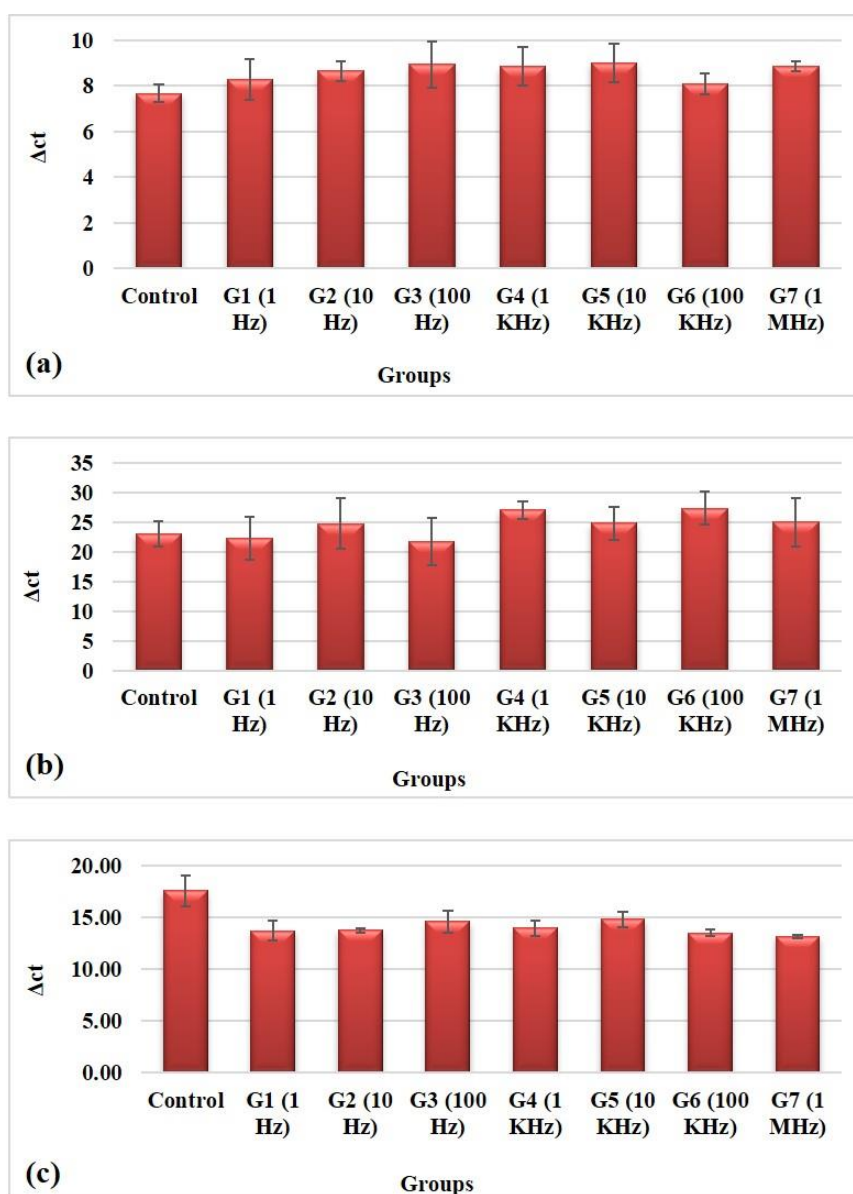 10
8
6
4
2
0
Δct
Control G1 (1 G2 (10 G3 (100 G4 (1 G5 (10 G6 (100 G7 (1
Hz) Hz) Hz) KHz) KHz) KHz) MHz)
(a)
Groups
35
30
25
20
15
10
5
0
Δct
Control G1 (1 G2 (10 G3 (100 G4 (1 G5 (10 G6 (100 G7 (1
Hz) Hz) Hz) KHz) KHz) KHz) MHz)
(b)
Groups
20.00
15.00
10.00
5.00
0.00
Δct
Control G1 (1 G2 (10 G3 (100 G4 (1 G5 (10 G6 (100 G7 (1
Hz) Hz) Hz) KHz) KHz) KHz) MHz)
(c)
Groups